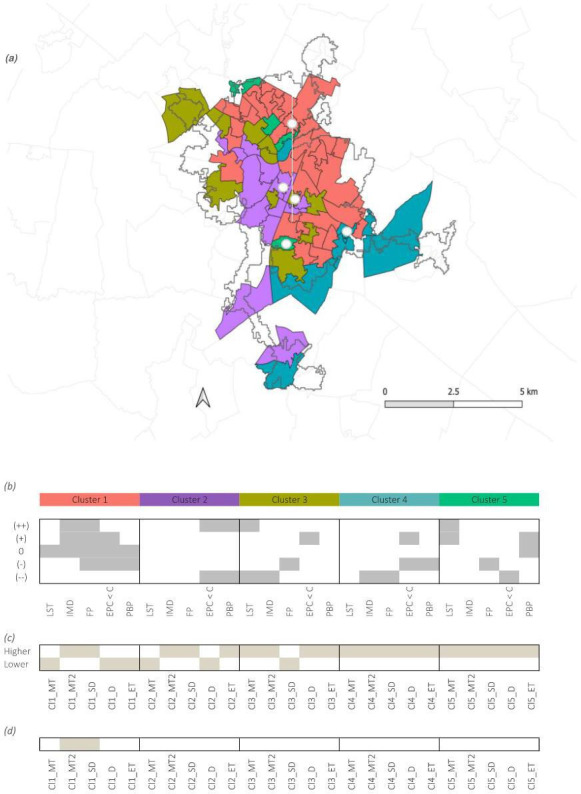 (a)
0 2.5 5 km
(b)
Cluster 1 Cluster 2 Cluster 3 Cluster 4 Cluster 5
(++)
(+)
0
(-)
(--)
LST IMD FP EPC < C PBP LST IMD FP EPC < C PBP LST IMD FP EPC < C PBP LST IMD FP EPC < C PBP LST IMD FP EPC < C PBP
(c)
Higher
Lower
Cl1_MT Cl1_MT2 Cl1_SD Cl1_D Cl1_ET Cl2_MT Cl2_MT2 Cl2_SD Cl2_D Cl2_ET Cl3_MT Cl3_MT2 Cl3_SD Cl3_D Cl3_ET Cl4_MT Cl4_MT2 Cl4_SD Cl4_D Cl4_ET Cl5_MT Cl5_MT2 Cl5_SD Cl5_D Cl5_ET
(d)
Cl1_MT Cl1_MT2 Cl1_SD Cl1_D Cl1_ET Cl2_MT Cl2_MT2 Cl2_SD Cl2_D Cl2_ET Cl3_MT Cl3_MT2 Cl3_SD Cl3_D Cl3_ET Cl4_MT Cl4_MT2 Cl4_SD Cl4_D Cl4_ET Cl5_MT Cl5_MT2 Cl5_SD Cl5_D Cl5_ET